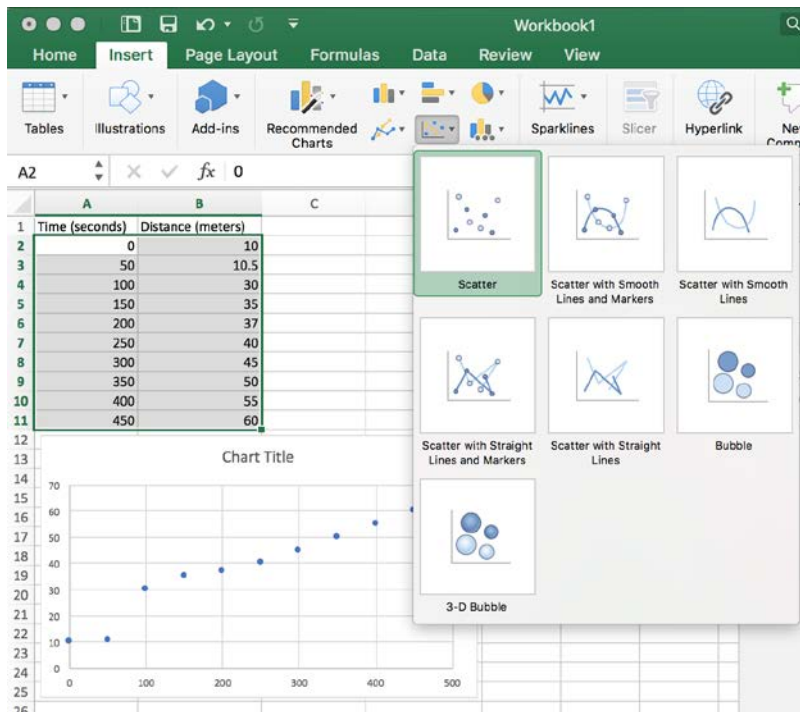 Workbook1
Home Insert Page Layout Formulas Data Review View
Tables Illustrations Add-ins Recommended Charts Sparklines Slicer Hyperlink
A2 fx 0
A B C
1 Time (seconds) Distance (meters)
2 0 10
3 50 10.5
4 100 30
5 150 35
6 200 37
7 250 40
8 300 45
9 350 50
10 400 55
11 450 60
12
13
14
15
16
17
18
19
20
21
22
23
24
25
Chart Title
70
60
50
40
30
20
10
0
0 100 200 300 400 500
Scatter
Scatter with Smooth
Lines and Markers
Scatter with Smooth
Lines
Scatter with Straight
Lines and Markers
Scatter with Straight
Lines
Bubble
3-D Bubble